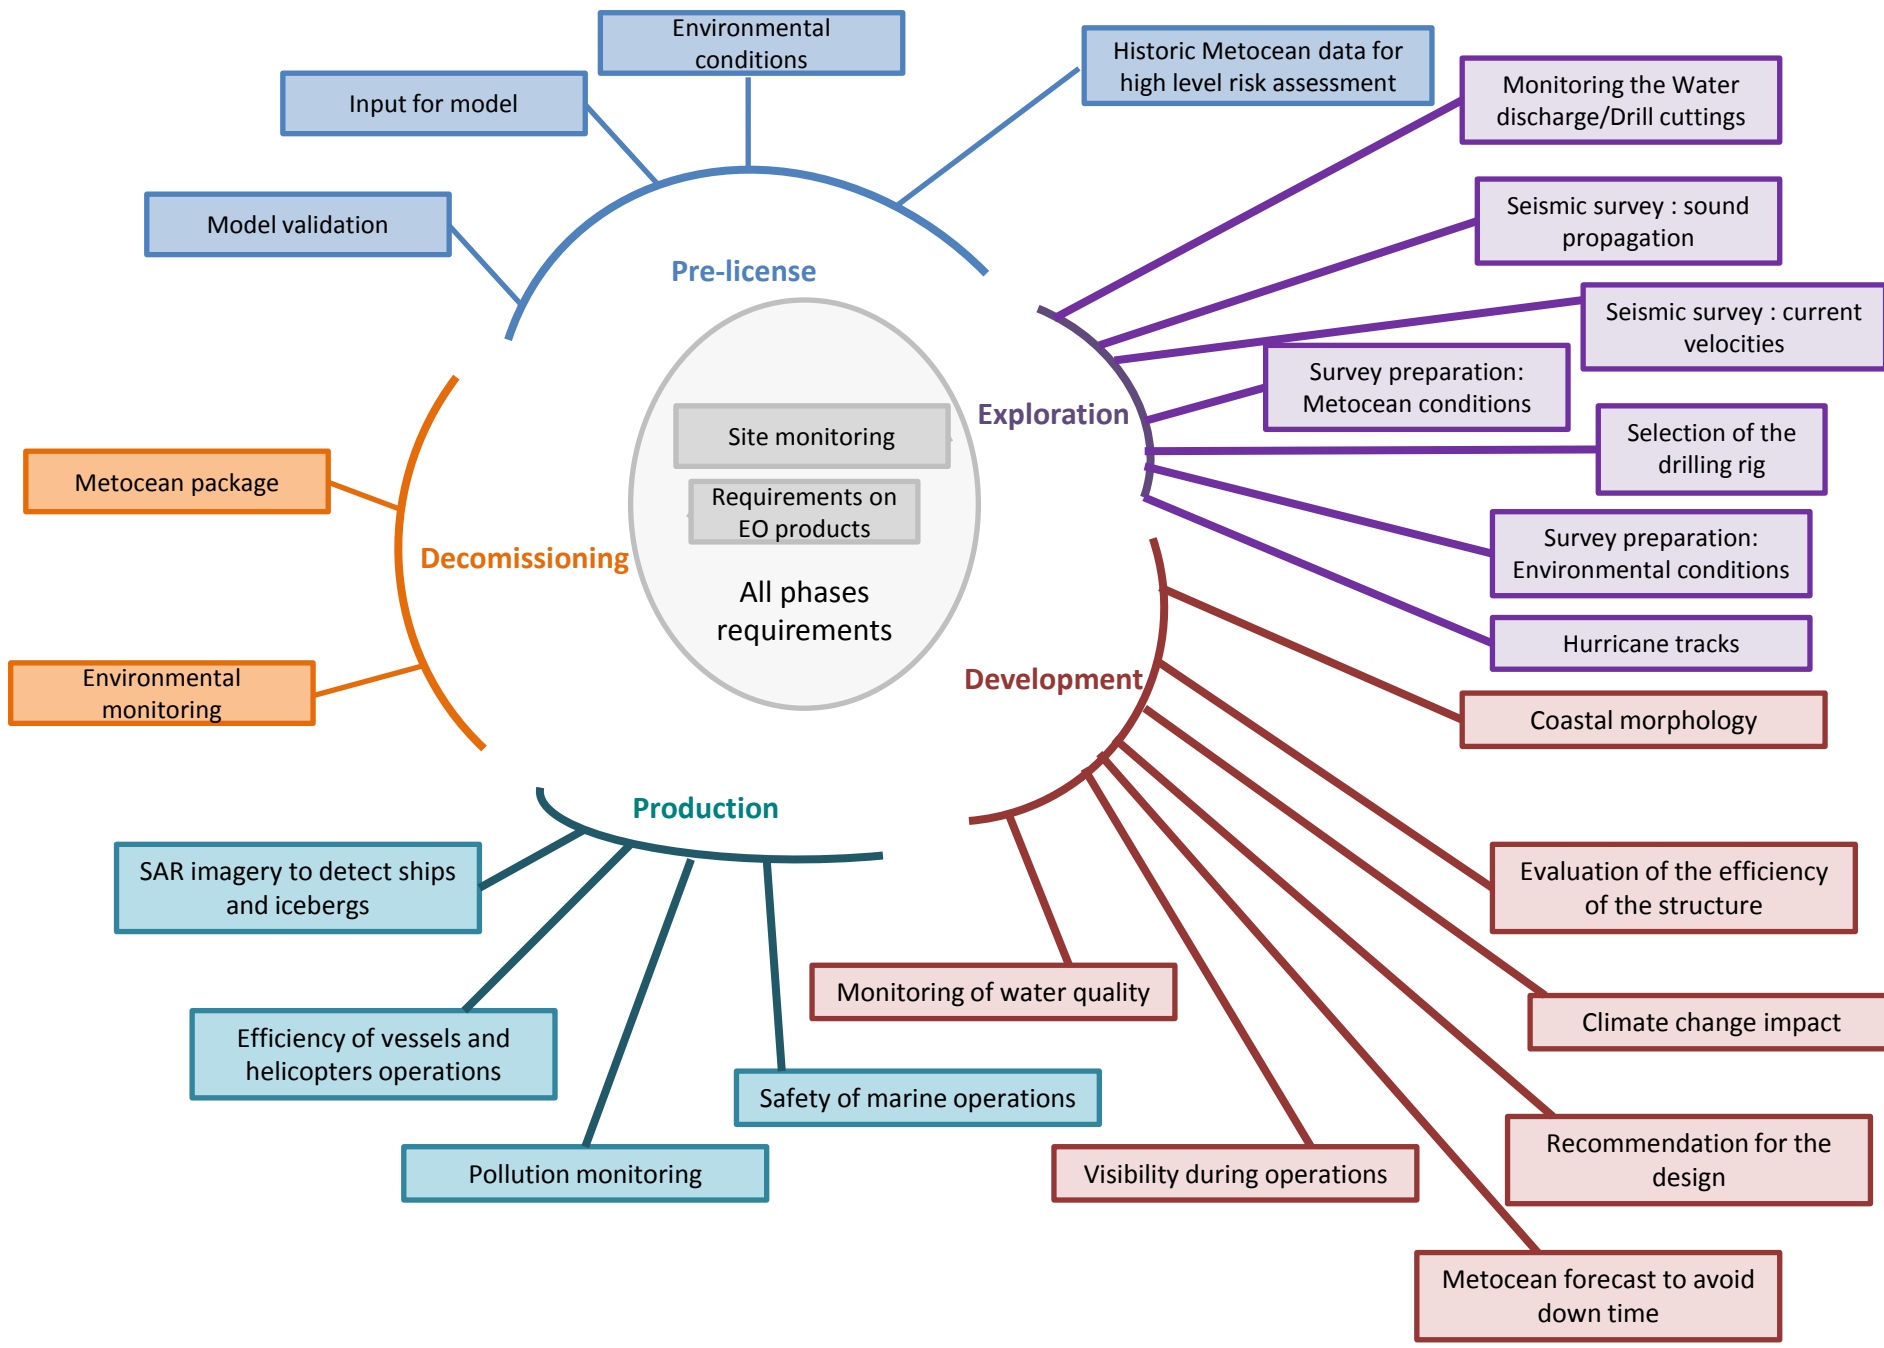 Environmental
conditions
Historic Metocean data for
high level risk assessment
Input for model
Model validation
Pre-license
Monitoring the Water
discharge/Drill cuttings
Seismic survey : sound
propagation
Seismic survey : current
velocities
Survey preparation:
Metocean conditions
Exploration
Selection of the
drilling rig
Survey preparation:
Environmental conditions
Hurricane tracks
Site monitoring
Requirements on
EO products
All phases
requirements
Metocean package
Decomissioning
Environmental
monitoring
Development
Coastal morphology
Evaluation of the efficiency
of the structure
Climate change impact
Recommendation for the
design
Metocean forecast to avoid
down time
Visibility during operations
Monitoring of water quality
Production
SAR imagery to detect ships
and icebergs
Efficiency of vessels and
helicopters operations
Pollution monitoring
Safety of marine operations